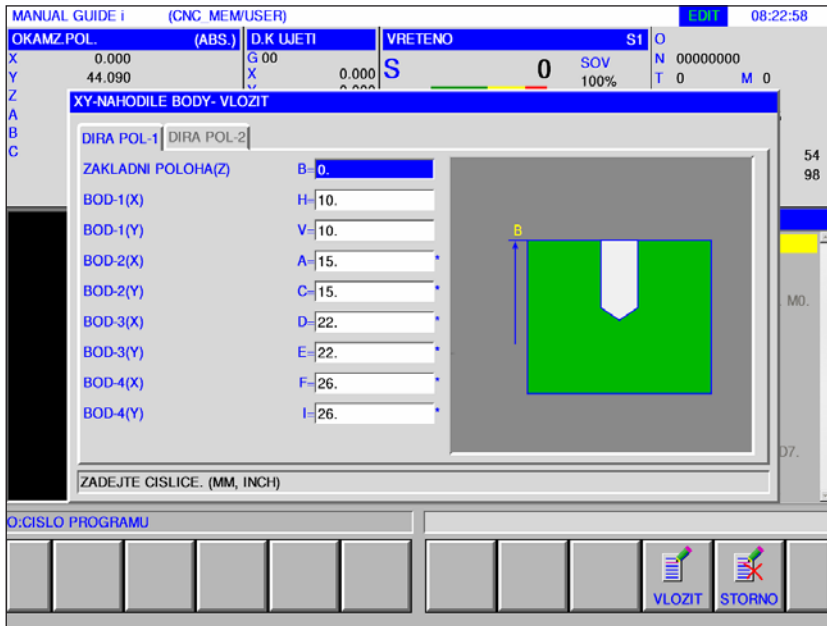 MANUAL GUIDE i (CNC_MEM/USER) EDIT 08:22:58
OKAMZ.POL. (ABS.) D.K UJETI VRETENO S1 O
X 0.000 G 00 N 00000000
Y 44.090 X 0.000 S 0 SOV 100% T 0 M 0
Z
A
B
C
54
98
XY-NAHODILE BODY- VLOZIT
DIRA POL-1 DIRA POL-2
ZAKLADNI POLOHA(Z) B= 0.
BOD-1(X) H= 10.
BOD-1(Y) V= 10.
BOD-2(X) A= 15. *
BOD-2(Y) C= 15. *
BOD-3(X) D= 22. *
BOD-3(Y) E= 22. *
BOD-4(X) F= 26. *
BOD-4(Y) I= 26. *
B
M0.
D7.
ZADEJTE CISLICE. (MM, INCH)
O:CISLO PROGRAMU
VLOZIT STORNO